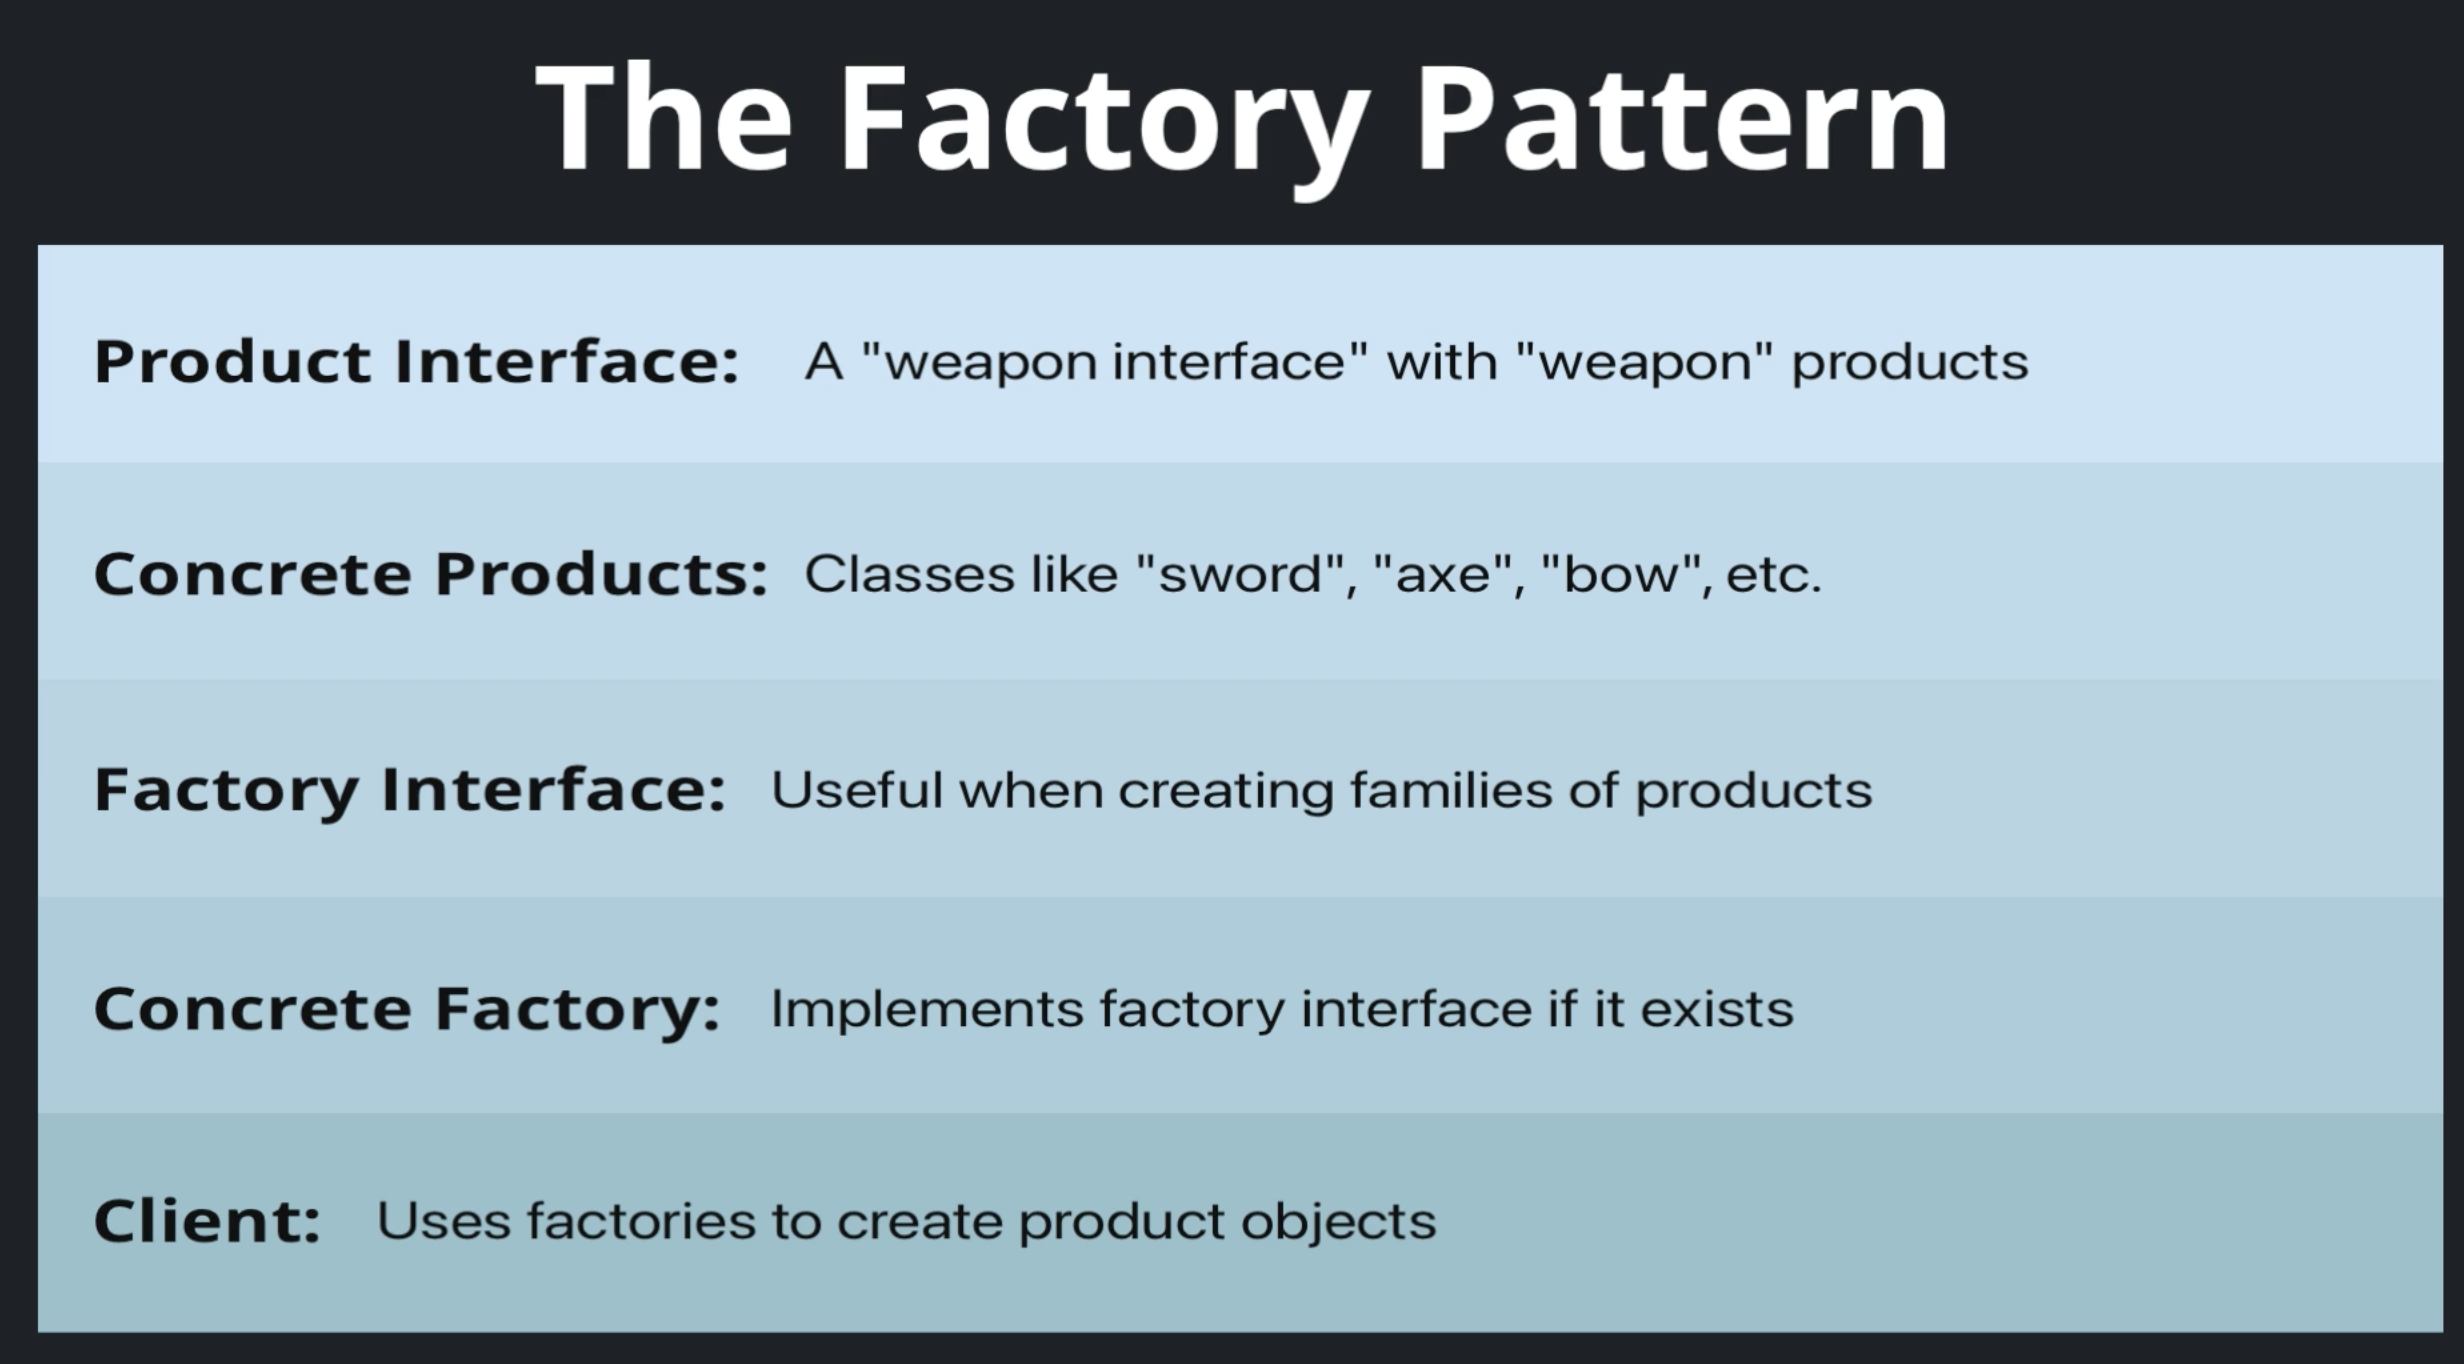 The Factory Pattern
Product Interface: A "weapon interface" with "weapon" products
Concrete Products: Classes like "sword", "axe", "bow", etc.
Factory Interface: Useful when creating families of products
Concrete Factory: Implements factory interface if it exists
Client: Uses factories to create product objects